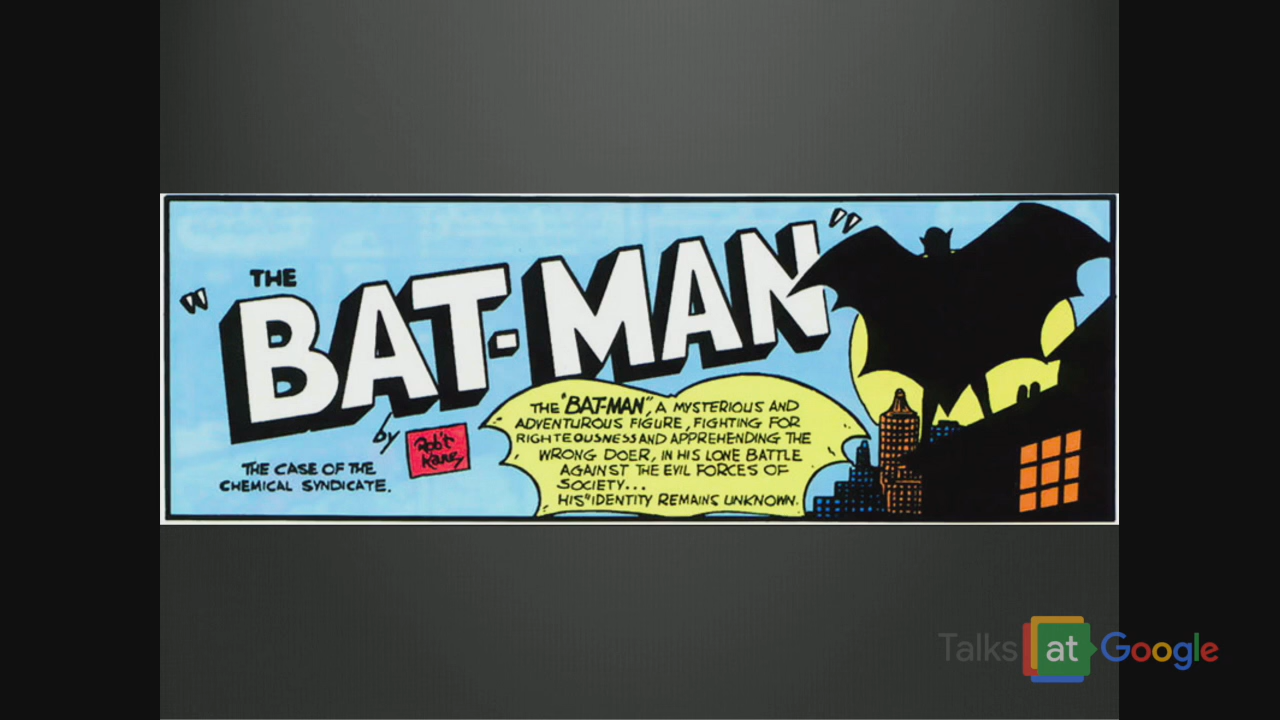 "THE
BAT-MAN"
by Rob't
Kane
THE CASE OF THE
CHEMICAL SYNDICATE.
THE "BAT-MAN", A MYSTERIOUS AND
ADVENTUROUS FIGURE, FIGHTING FOR
RIGHTEOUSNESS AND APPREHENDING THE
WRONG DOER, IN HIS LONE BATTLE
AGAINST THE EVIL FORCES OF
SOCIETY...
HIS "IDENTITY REMAINS UNKNOWN.
Talks at Google